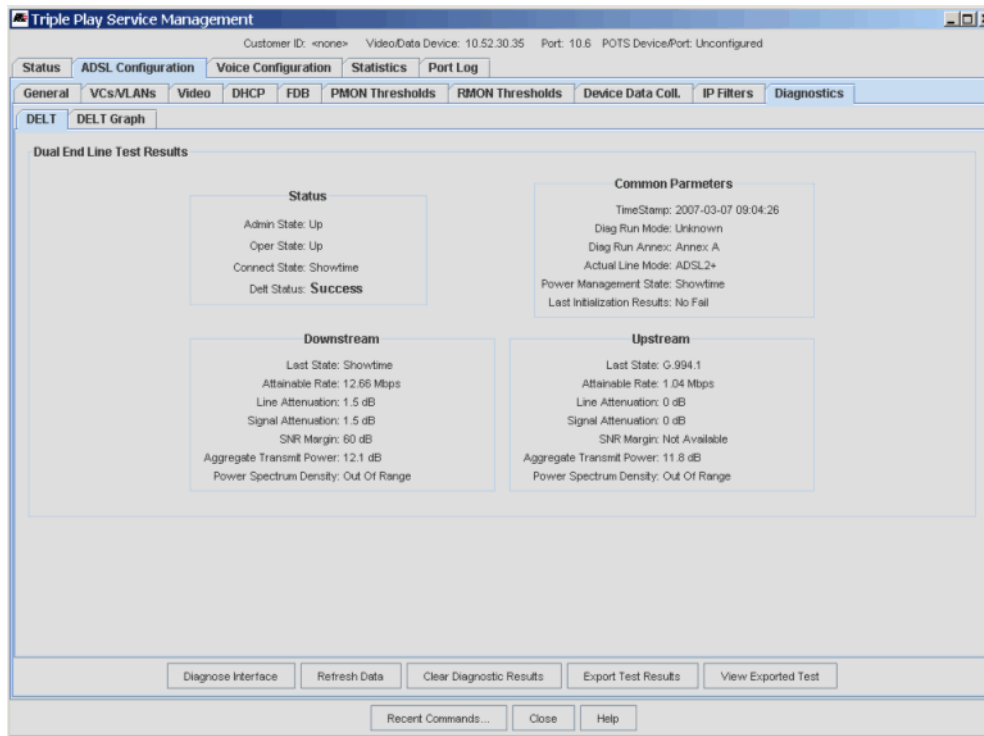 Triple Play Service Management
Customer ID: <none> Video/Data Device: 10.52.30.35 Port: 10.6 POTS Device/Port: Unconfigured
Status ADSL Configuration Voice Configuration Statistics Port Log
General VCs/VLANs Video DHCP FDB PMON Thresholds RMON Thresholds Device Data Coll. IP Filters Diagnostics
DELT DELT Graph
Dual End Line Test Results
Status
Admin State: Up
Oper State: Up
Connect State: Showtime
Delt Status: Success
Common Parmeters
TimeStamp: 2007-03-07 09:04:26
Diag Run Mode: Unknown
Diag Run Annex: Annex A
Actual Line Mode: ADSL2+
Power Management State: Showtime
Last Initialization Results: No Fail
Downstream
Last State: Showtime
Attainable Rate: 12.66 Mbps
Line Attenuation: 1.5 dB
Signal Attenuation: 1.5 dB
SNR Margin: 60 dB
Aggregate Transmit Power: 12.1 dB
Power Spectrum Density: Out Of Range
Upstream
Last State: G.994.1
Attainable Rate: 1.04 Mbps
Line Attenuation: 0 dB
Signal Attenuation: 0 dB
SNR Margin: Not Available
Aggregate Transmit Power: 11.8 dB
Power Spectrum Density: Out Of Range
Diagnose Interface Refresh Data Clear Diagnostic Results Export Test Results View Exported Test
Recent Commands... Close Help